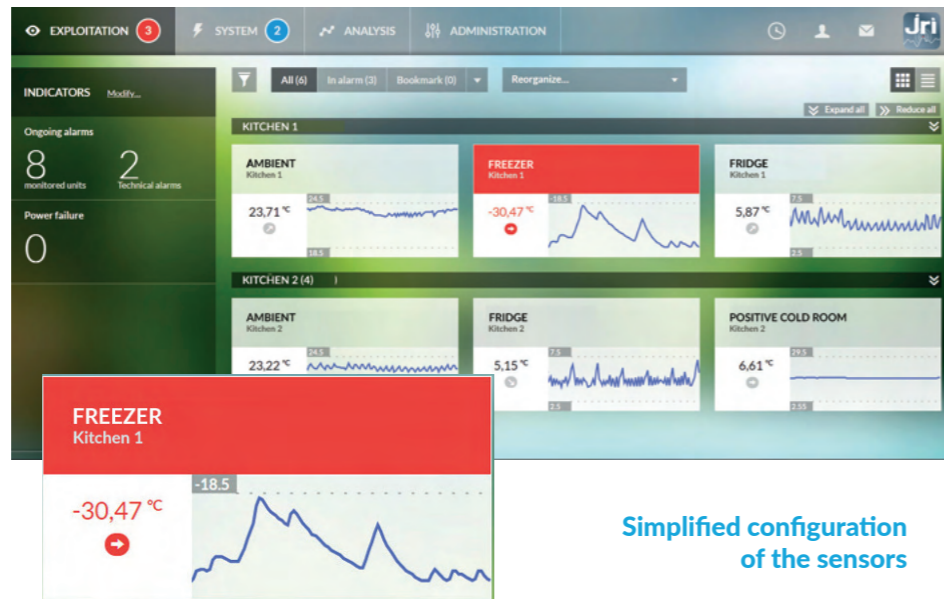 EXPLOITATION 3 SYSTEM 2 ANALYSIS ADMINISTRATION jri
INDICATORS Modify...
All (6) In alarm (3) Bookmark (0) Reorganize...
Expand all Reduce all
Ongoing alarms
8 2
monitored units Technical alarms
Power failure
0
KITCHEN 1
AMBIENT
Kitchen 1
23,71 °C
24.5
18.5
FREEZER
Kitchen 1
-30,47 °C
-18.5
FRIDGE
Kitchen 1
5,87 °C
7.5
2.5
KITCHEN 2 (4)
AMBIENT
Kitchen 2
23,22 °C
24.5
FRIDGE
Kitchen 2
5,15 °C
7.5
2.5
POSITIVE COLD ROOM
Kitchen 2
6,61 °C
29.5
2.55
FREEZER
Kitchen 1
-30,47 °C
-18.5
Simplified configuration
of the sensors